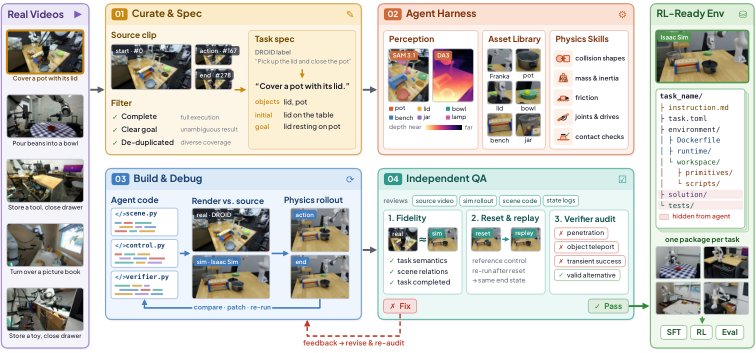 Real Videos
Cover a pot with its lid
Pour beans into a bowl
Store a tool, close drawer
Turn over a picture book
Store a toy, close drawer
01 Curate & Spec
Source clip
start · #0
action · #167
end · #278
Filter
✓ Complete full execution
✓ Clear goal unambiguous result
✓ De-duplicated diverse coverage
Task spec
DROID label
"Pick up the lid and close the pot"
"Cover a pot with its lid."
objects lid, pot
initial lid on the table
goal lid resting on pot
02 Agent Harness
Perception
SAM 3.1
DA3
pot lid bowl
bench jar lamp
depth near far
Asset Library
Franka pot
lid bowl
bench jar
Physics Skills
collision shapes
mass & inertia
friction
joints & drives
contact checks
03 Build & Debug
Agent code
</>scene.py
</>control.py
</>verifier.py
Render vs. source
real · DROID
sim · Isaac Sim
Physics rollout
action
end
compare · patch · re-run
04 Independent QA
reviews source video sim rollout scene code state logs
1. Fidelity
real ≈ sim
✓ task semantics
✓ scene relations
✓ task completed
2. Reset & replay
reset → replay
reference control
re-run after reset
→ same end state
3. Verifier audit
✗ penetration
✗ object teleport
✗ transient success
✓ valid alternative
✗ Fix
✓ Pass
feedback → revise & re-audit
RL-Ready Env
Isaac Sim
task_name/
├ instruction.md
├ task.toml
├ environment/
│ ├ Dockerfile
│ ├ runtime/
│ └ workspace/
│ ├ primitives/
│ └ scripts/
├ solution/
└ tests/
hidden from agent
one package per task
SFT RL Eval